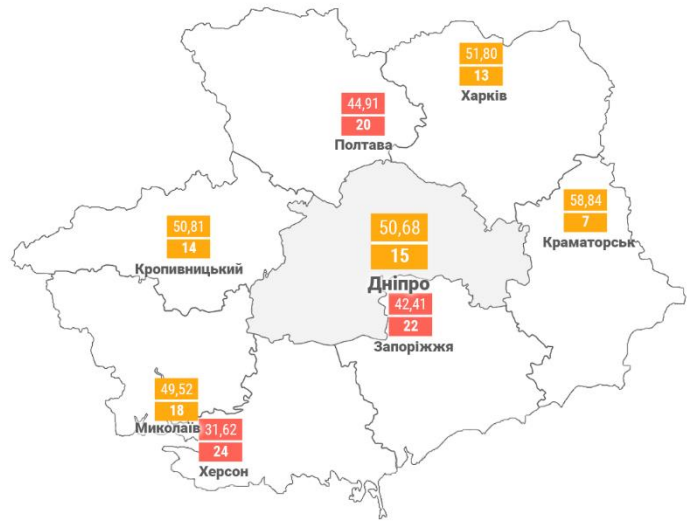 51,80
13
Харків
44,91
20
Полтава
58,84
7
Краматорськ
50,81
14
Кропивницький
50,68
15
Дніпро
42,41
22
Запоріжжя
49,52
18
Миколаїв
31,62
24
Херсон